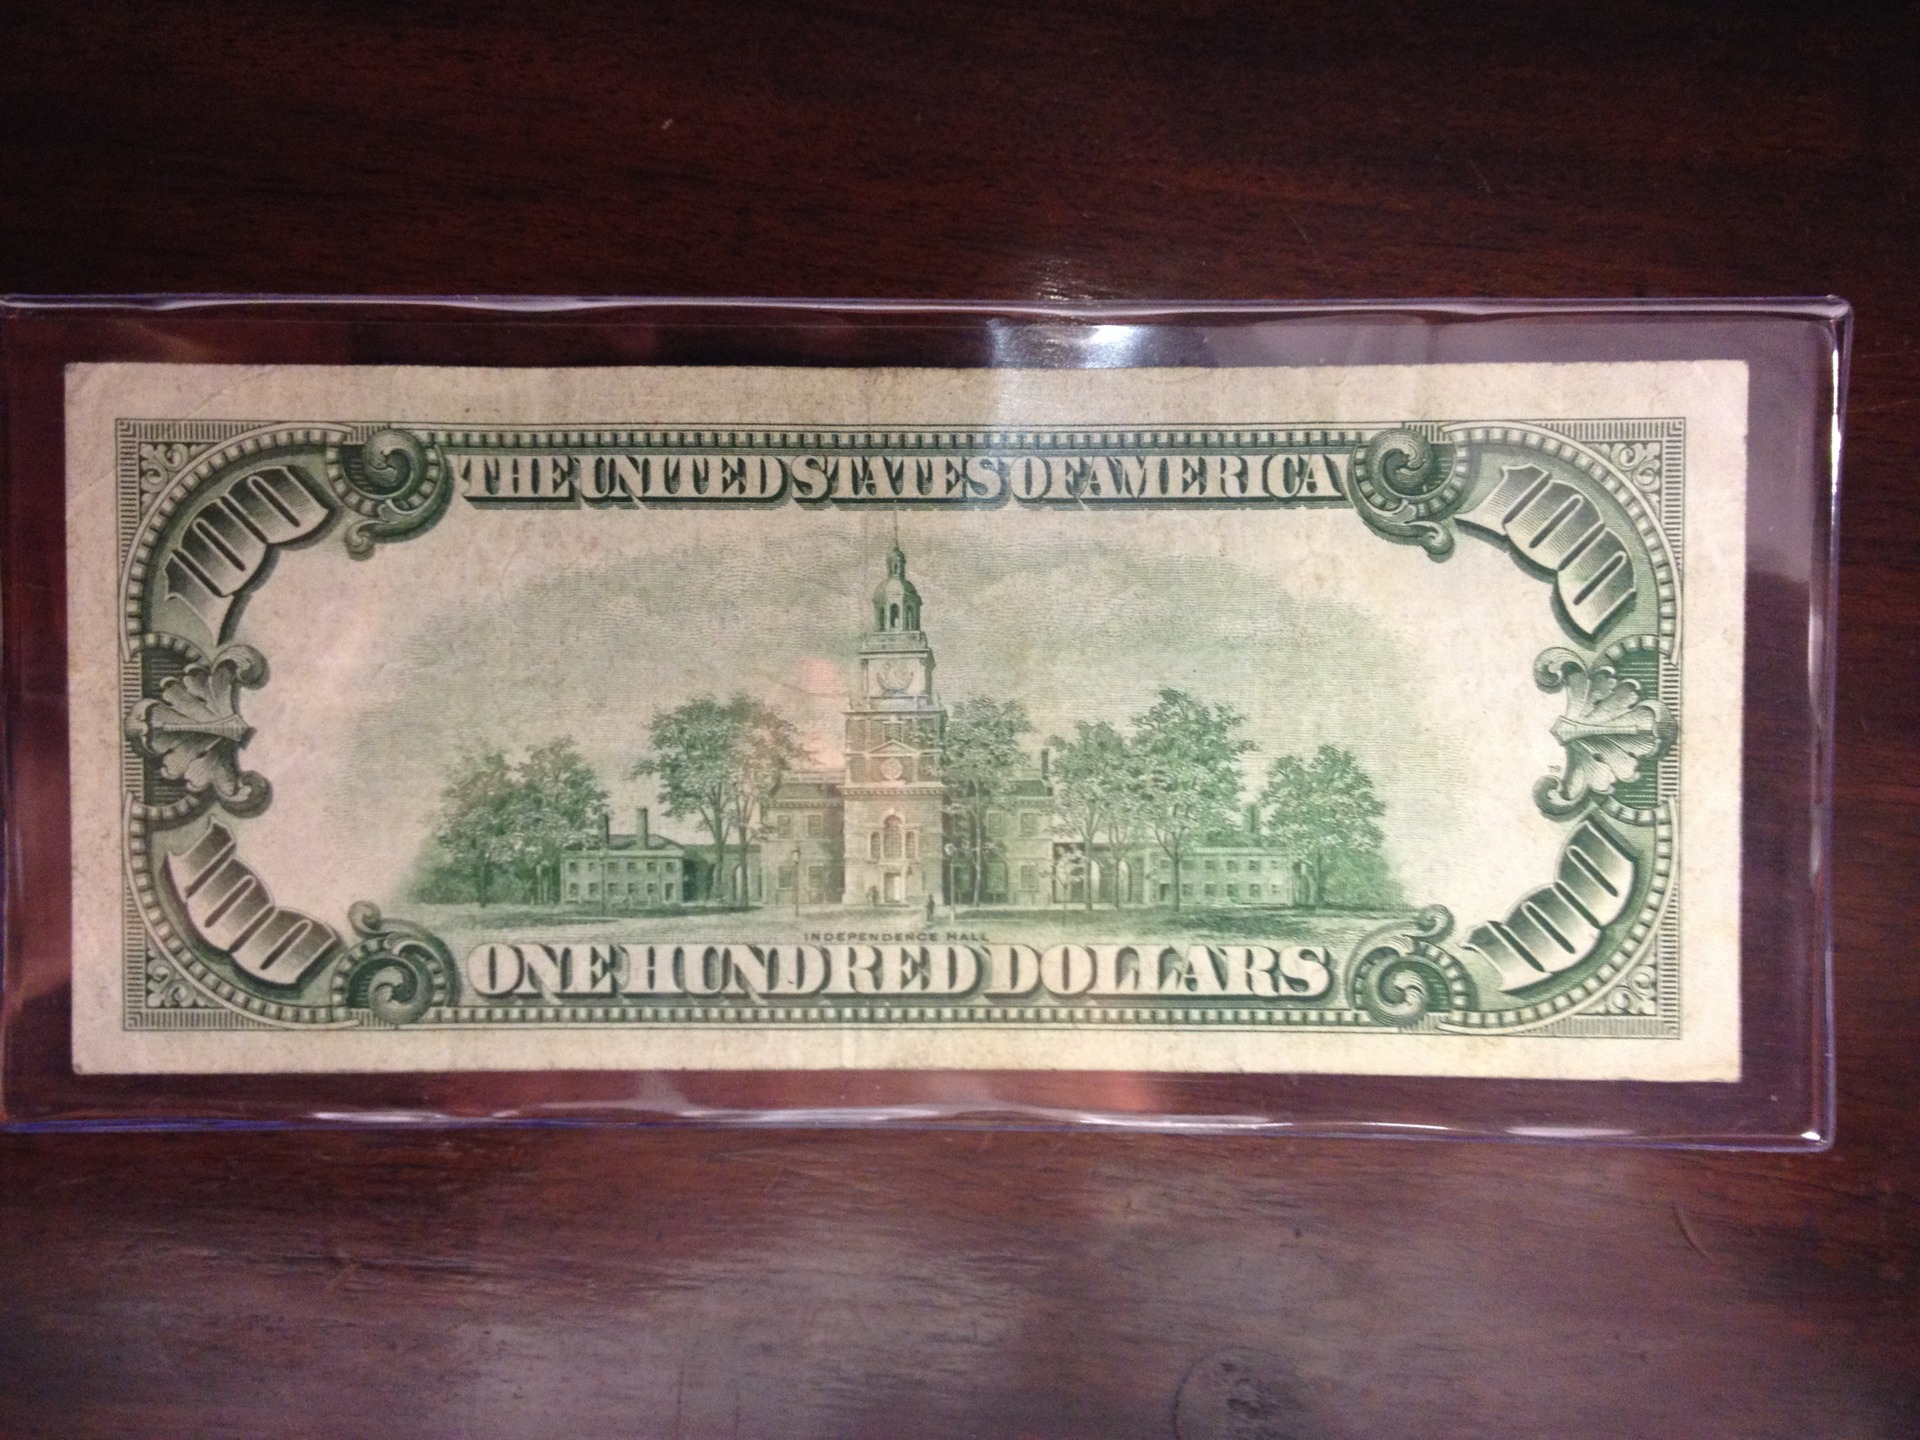 THE UNITED STATES OF AMERICA
100 100
100 100
INDEPENDENCE HALL
ONE HUNDRED DOLLARS